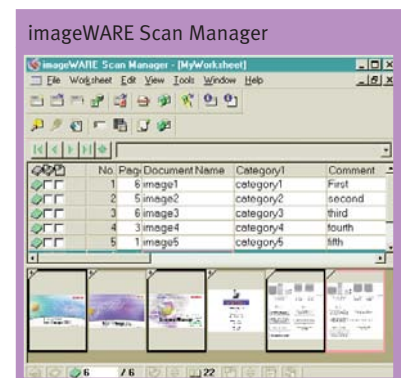 imageWARE Scan Manager
imageWARE Scan Manager - [MyWorksheet]
File Worksheet Edit View Tools Window Help
No. Page Document Name Category1 Comment
1 6 image1 category1 First
2 5 image2 category2 second
3 6 image3 category3 third
4 3 image4 category4 fourth
5 1 image5 category5 fifth
6 / 6 22